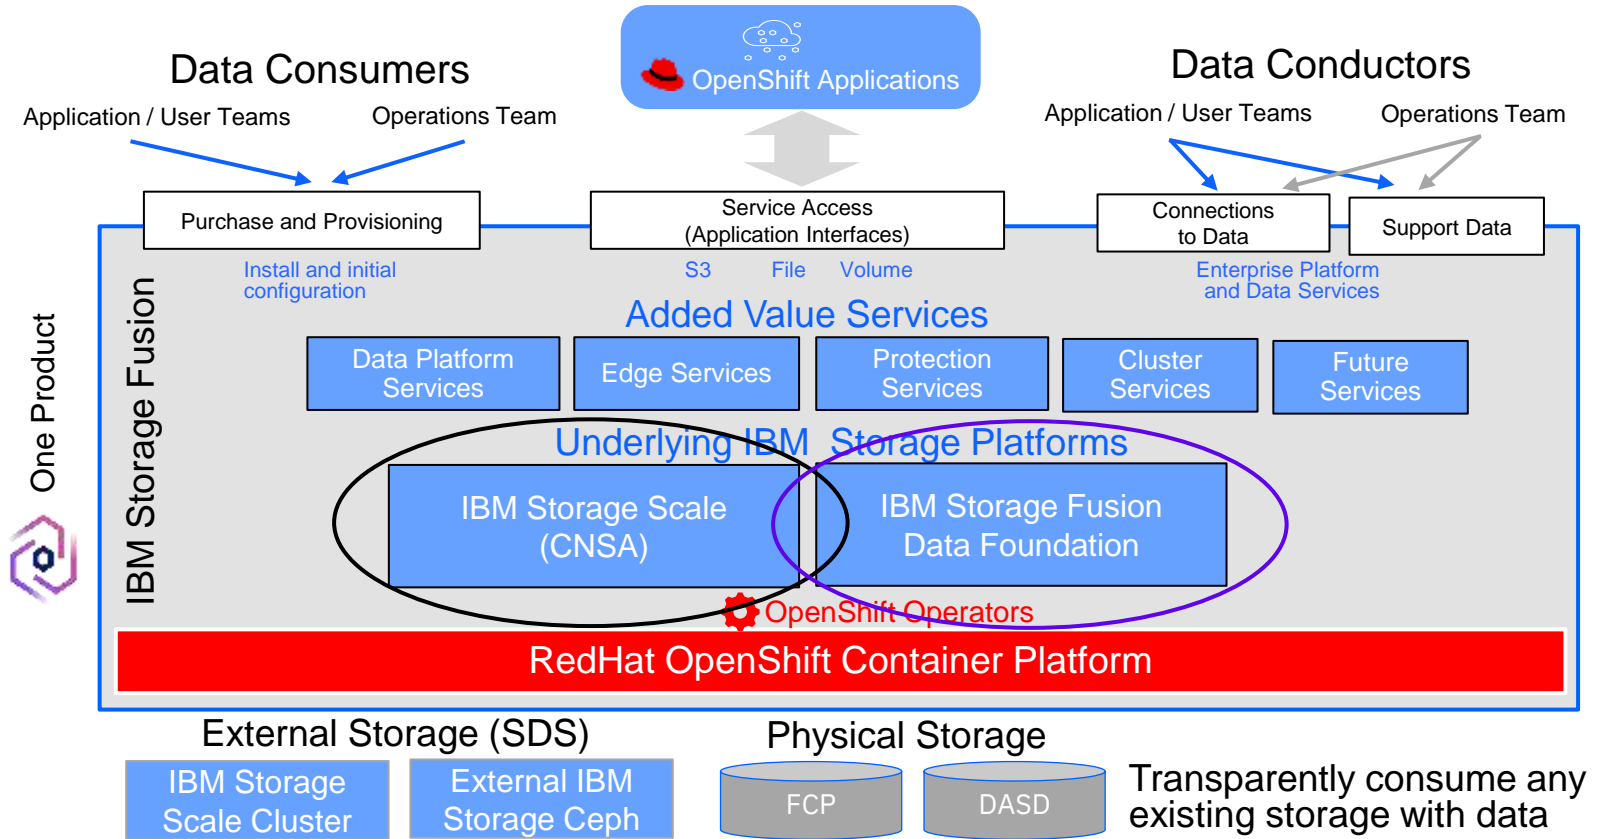 Data Consumers
Application / User Teams
Operations Team
OpenShift Applications
Data Conductors
Application / User Teams
Operations Team
Purchase and Provisioning
Service Access
(Application Interfaces)
Connections
to Data
Support Data
Install and initial
configuration
S3 File Volume
Enterprise Platform
and Data Services
One Product
IBM Storage Fusion
Added Value Services
Data Platform
Services
Edge Services
Protection
Services
Cluster
Services
Future
Services
Underlying IBM Storage Platforms
IBM Storage Scale
(CNSA)
IBM Storage Fusion
Data Foundation
OpenShift Operators
RedHat OpenShift Container Platform
External Storage (SDS)
IBM Storage
Scale Cluster
External IBM
Storage Ceph
Physical Storage
FCP
DASD
Transparently consume any
existing storage with data